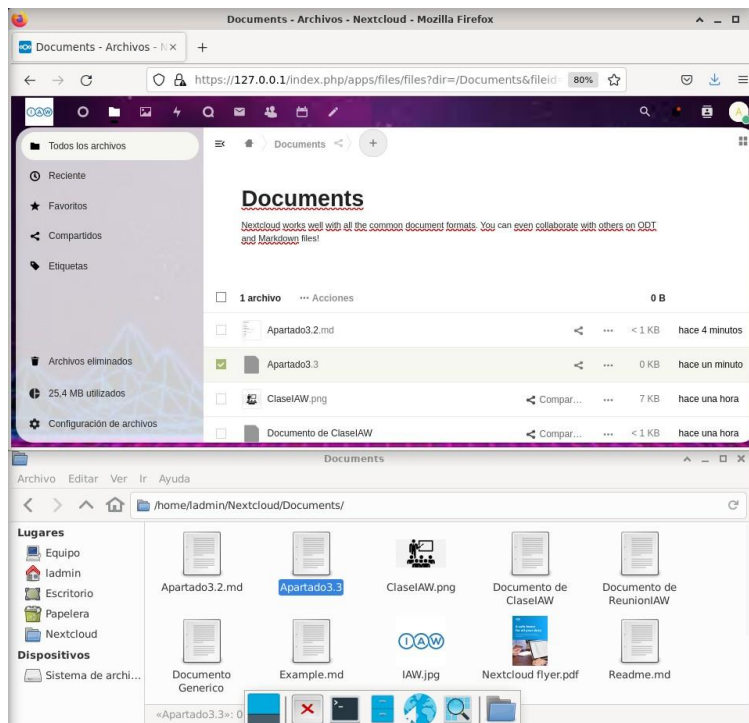 Documents - Archivos - Nextcloud - Mozilla Firefox
Documents - Archivos - N
https://127.0.0.1/index.php/apps/files/files?dir=/Documents&fileid= 80%
IAW
A
Todos los archivos
Documents
Reciente
Favoritos
Compartidos
Etiquetas
Archivos eliminados
25,4 MB utilizados
Configuración de archivos
Documents
Nextcloud works well with all the common document formats. You can even collaborate with others on ODT
and Markdown files!
1 archivo ••• Acciones 0 B
Apartado3.2.md ••• < 1 KB hace 4 minutos
Apartado3.3 ••• 0 KB hace un minuto
ClaseIAW.png Compar... ••• 7 KB hace una hora
Documento de ClaseIAW Compar... ••• < 1 KB hace una hora
Documents
Archivo Editar Ver Ir Ayuda
/home/ladmin/Nextcloud/Documents/
Lugares
Equipo
ladmin
Escritorio
Papelera
Nextcloud
Dispositivos
Sistema de archi...
Apartado3.2.md Apartado3.3 ClaseIAW.png Documento de ClaseIAW Documento de ReunionIAW
IAW
Documento Generico Example.md IAW.jpg Nextcloud flyer.pdf Readme.md
«Apartado3.3»: 0